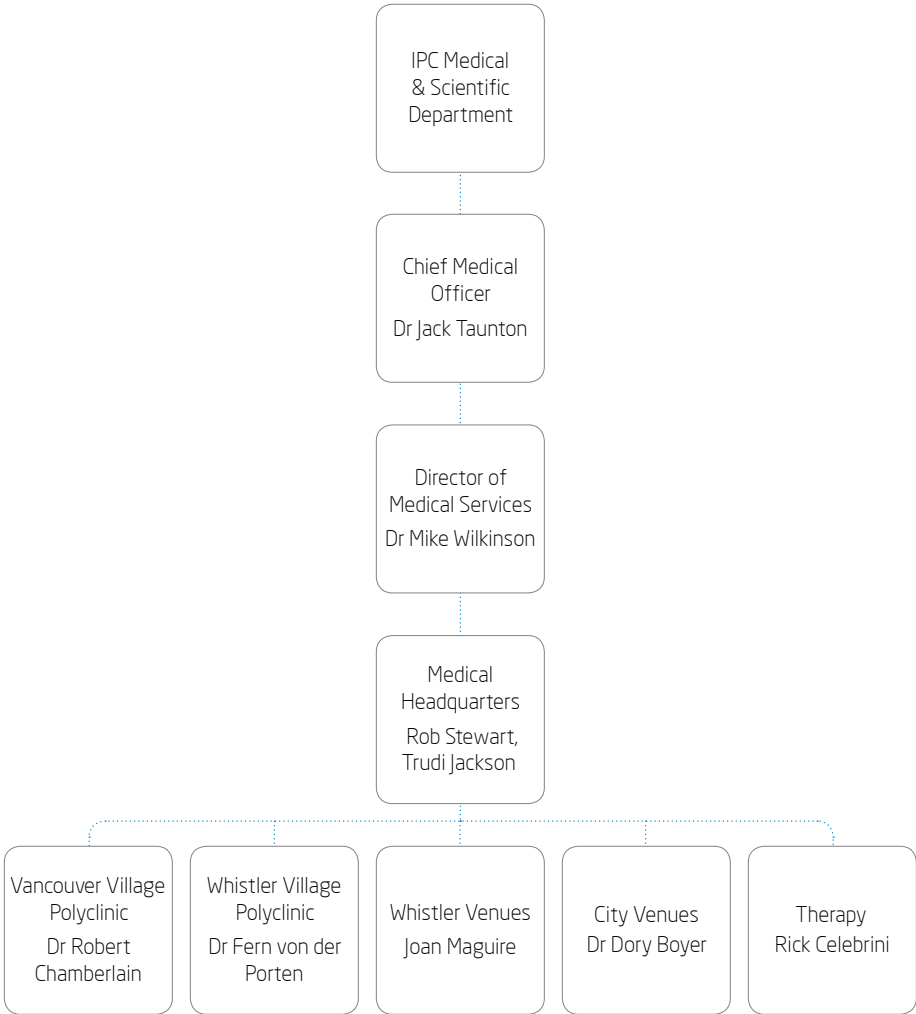 IPC Medical
& Scientific
Department
Chief Medical
Officer
Dr Jack Taunton
Director of
Medical Services
Dr Mike Wilkinson
Medical
Headquarters
Rob Stewart,
Trudi Jackson
Vancouver Village
Polyclinic
Dr Robert
Chamberlain
Whistler Village
Polyclinic
Dr Fern von der
Porten
Whistler Venues
Joan Maguire
City Venues
Dr Dory Boyer
Therapy
Rick Celebrini